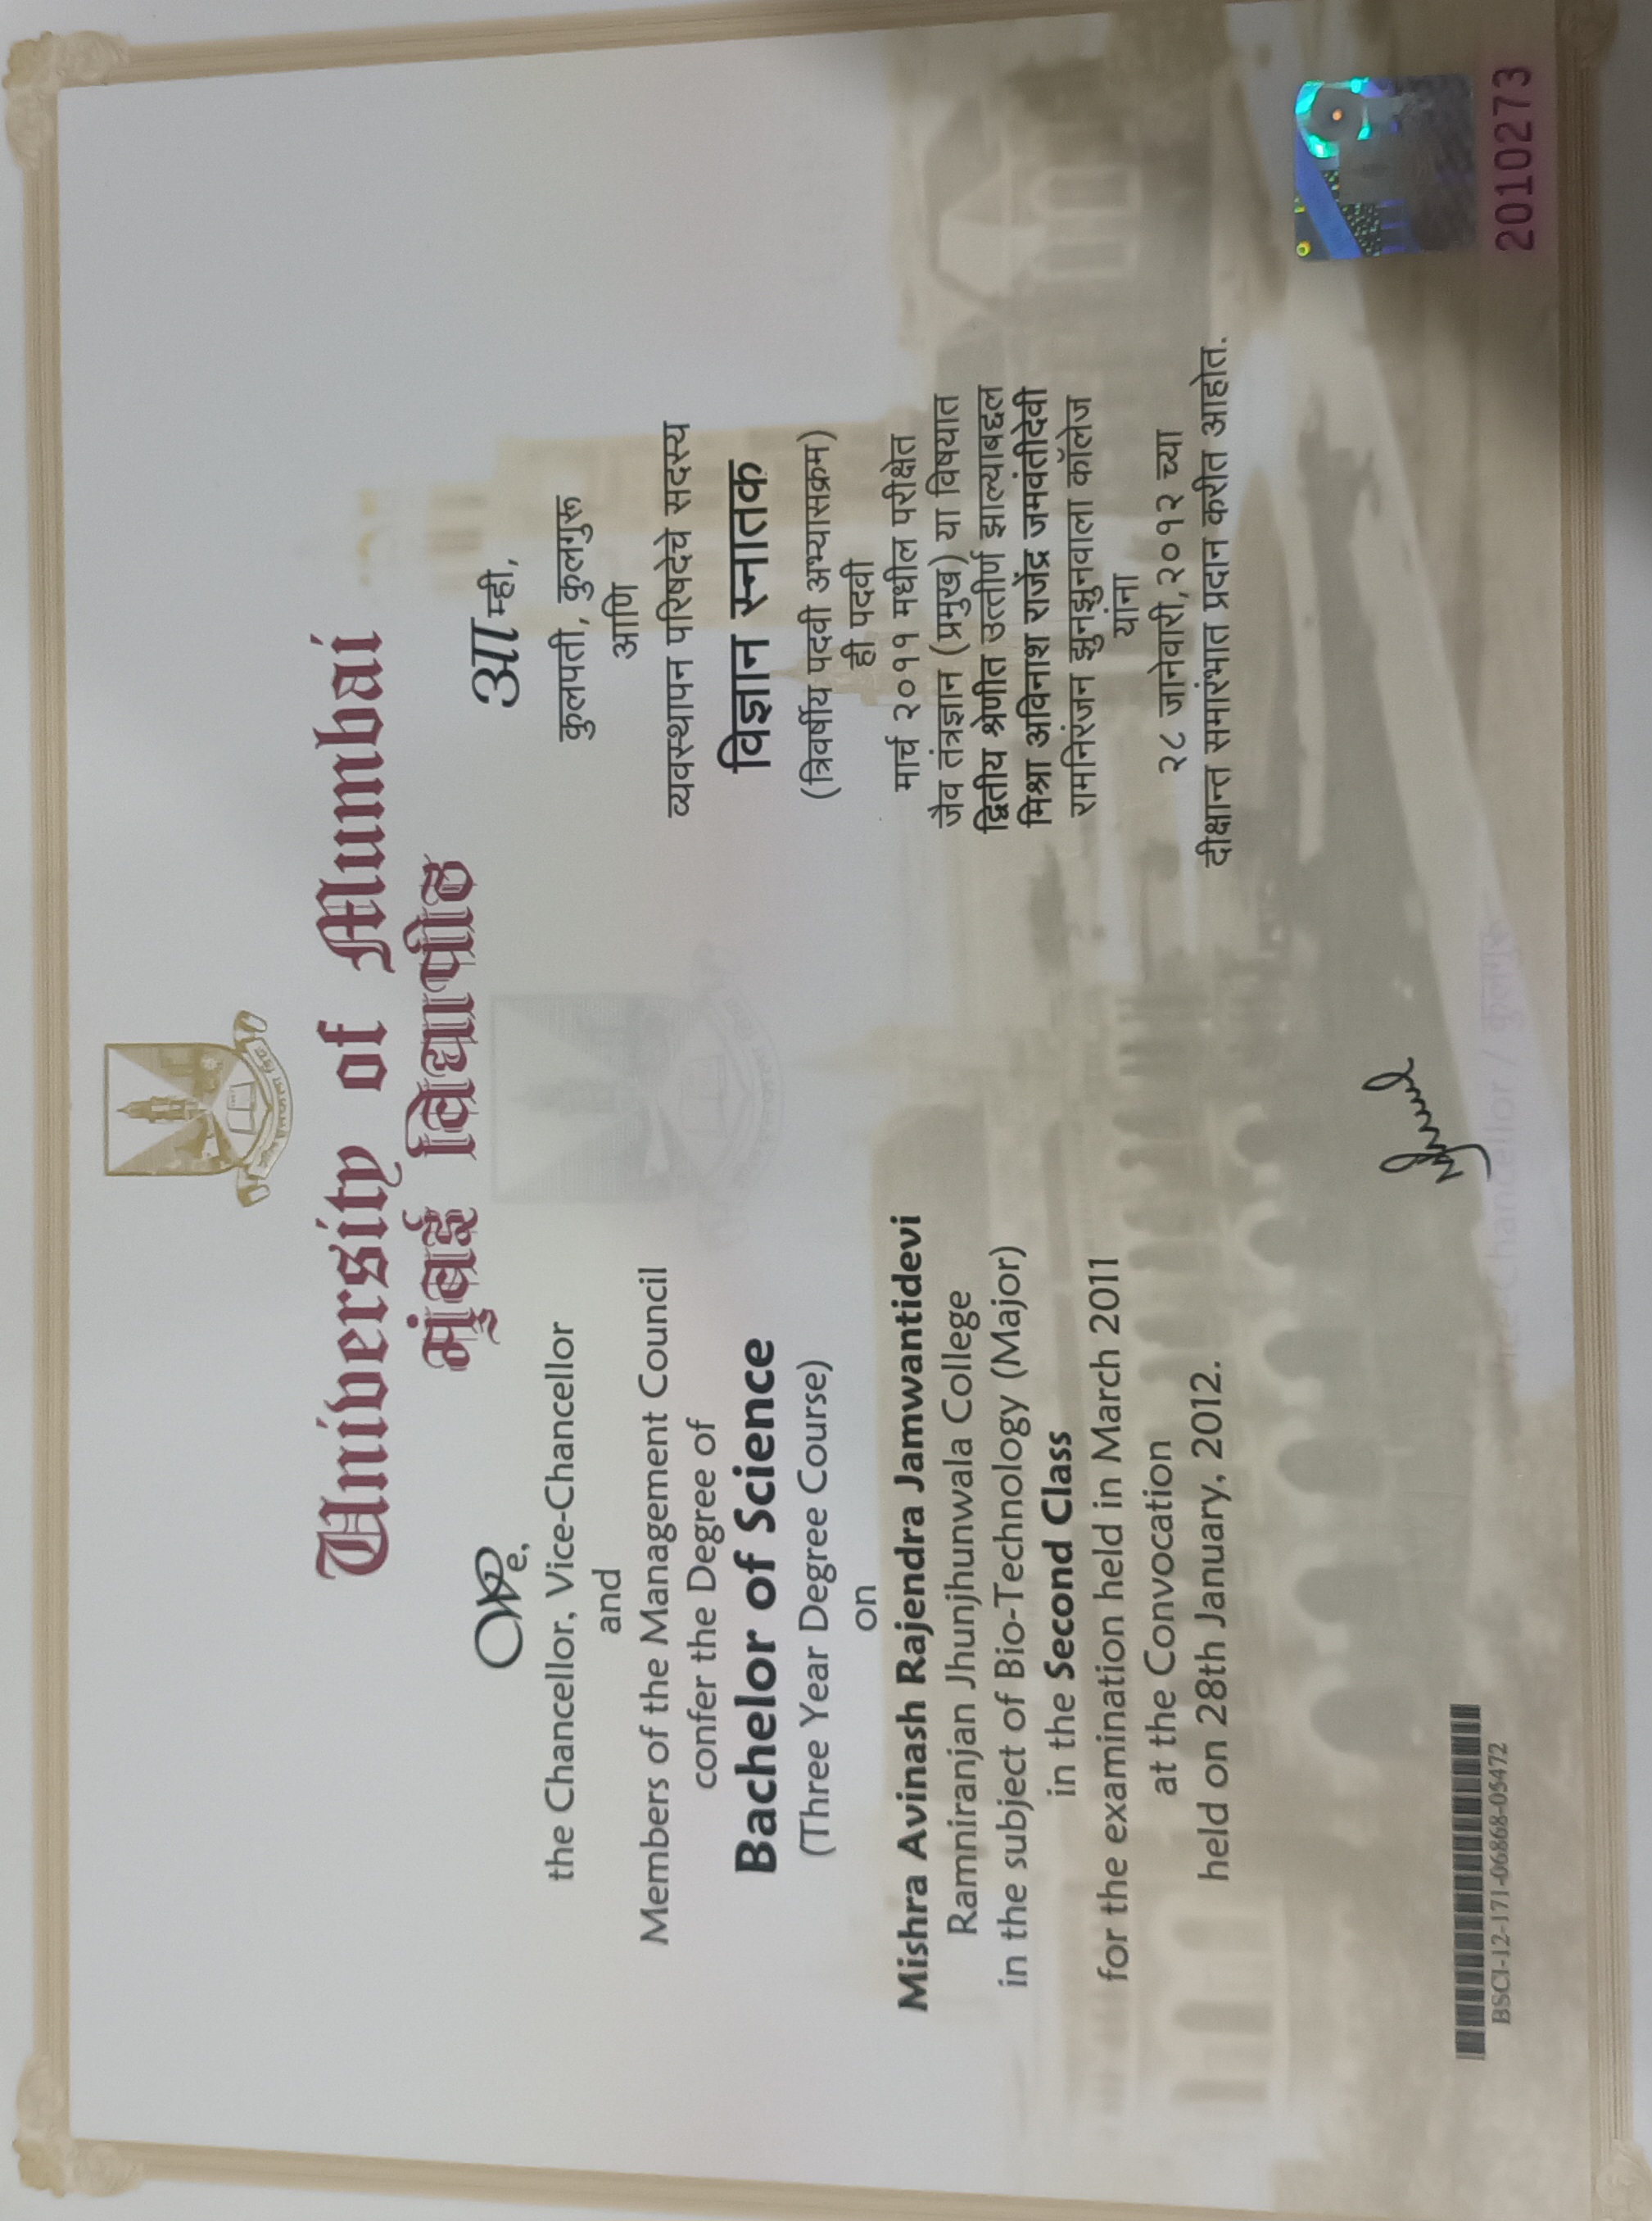 University of Mumbai
मुंबई विद्यापीठ
We,
the Chancellor, Vice-Chancellor
and
Members of the Management Council
confer the Degree of
Bachelor of Science
(Three Year Degree Course)
on
Mishra Avinash Rajendra Jamwantidevi
Ramniranjan Jhunjhunwala College
in the subject of Bio-Technology (Major)
in the Second Class
for the examination held in March 2011
at the Convocation
held on 28th January, 2012.
आम्ही,
कुलपती, कुलगुरू
आणि
व्यवस्थापन परिषदेचे सदस्य
विज्ञान स्नातक
(त्रिवर्षीय पदवी अभ्यासक्रम)
ही पदवी
मार्च २०११ मधील परीक्षेत
जैव तंत्रज्ञान (प्रमुख) या विषयात
द्वितीय श्रेणीत उत्तीर्ण झाल्याबद्दल
मिश्रा अविनाश राजेंद्र जमवंतीदेवी
रामनिरंजन झुनझुनवाला कॉलेज
यांना
२८ जानेवारी, २०१२ च्या
दीक्षान्त समारंभात प्रदान करीत आहोत.
Vice Chancellor / कुलगुरू
BSCI-12-171-06868-05472
2010273